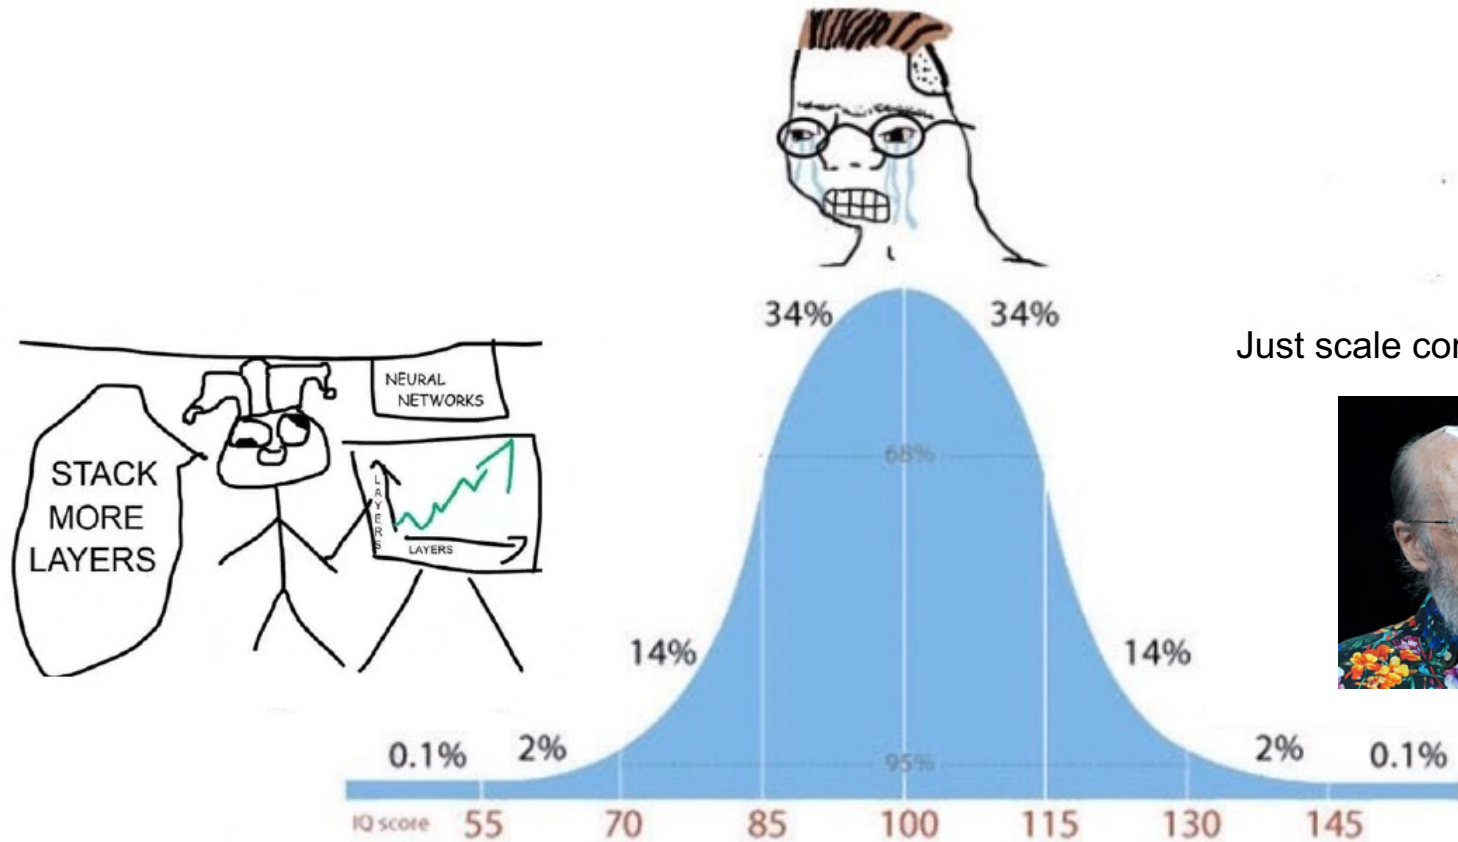 34%
34%
Just scale
NEURAL
NETWORKS
68%
STACK
MORE
LAYERS
LAYERS
LAYERS
14%
14%
0.1%
2%
95%
2%
0.1%
IQ score 55 70 85 100 115 130 145